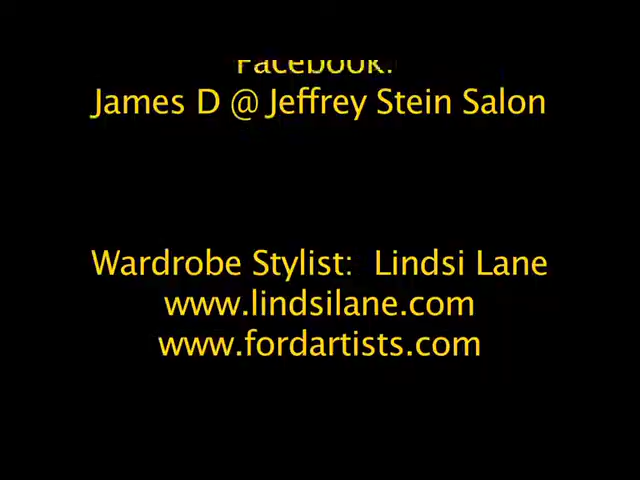 Facebook:
James D @ Jeffrey Stein Salon
Wardrobe Stylist:  Lindsi Lane
www.lindsilane.com
www.fordartists.com